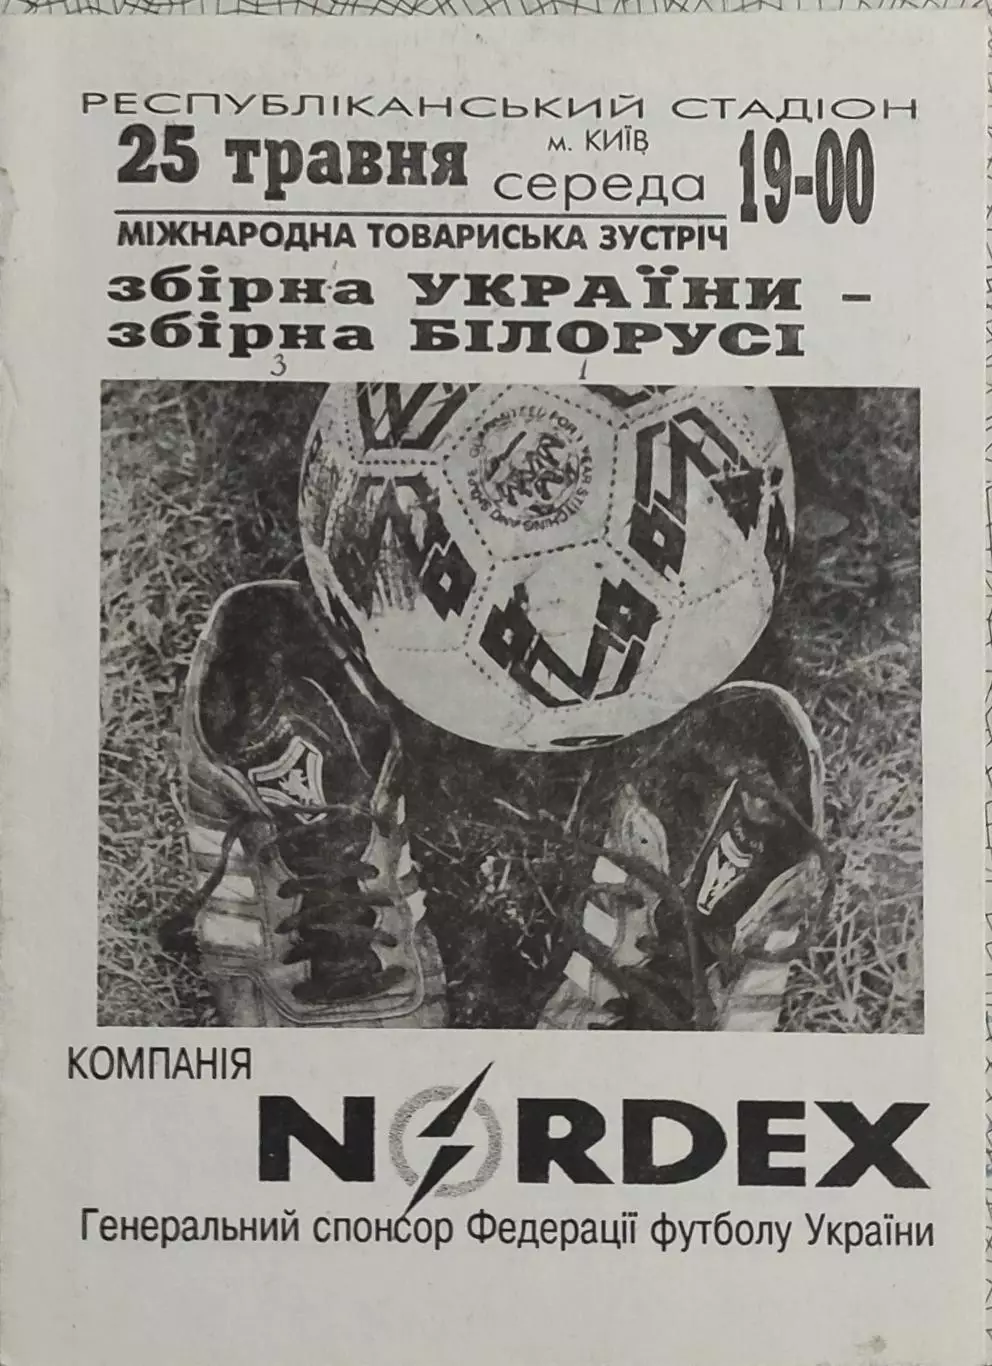 РЕСПУБЛІКАНСЬКИЙ СТАДІОН
25 травня
м. КИЇВ
середа
19-00
МІЖНАРОДНА ТОВАРИСЬКА ЗУСТРІЧ
збірна УКРАЇНИ –
збірна БІЛОРУСІ
3 1
КОМПАНІЯ
NORDEX
Генеральний спонсор Федерації футболу України